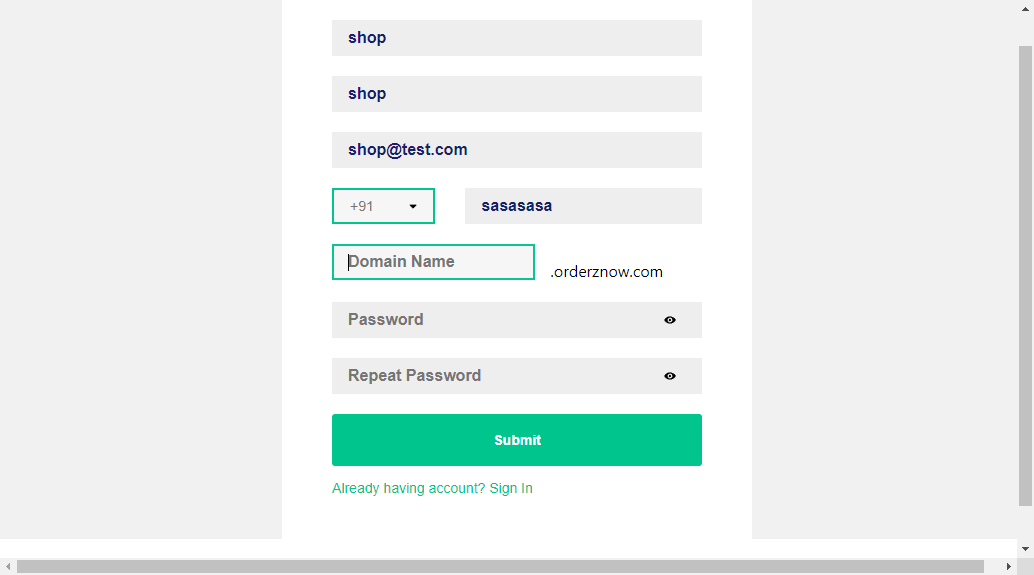 shop
shop
shop@test.com
+91 sasasasa
Domain Name .orderznow.com
Password
Repeat Password
Submit
Already having account? Sign In